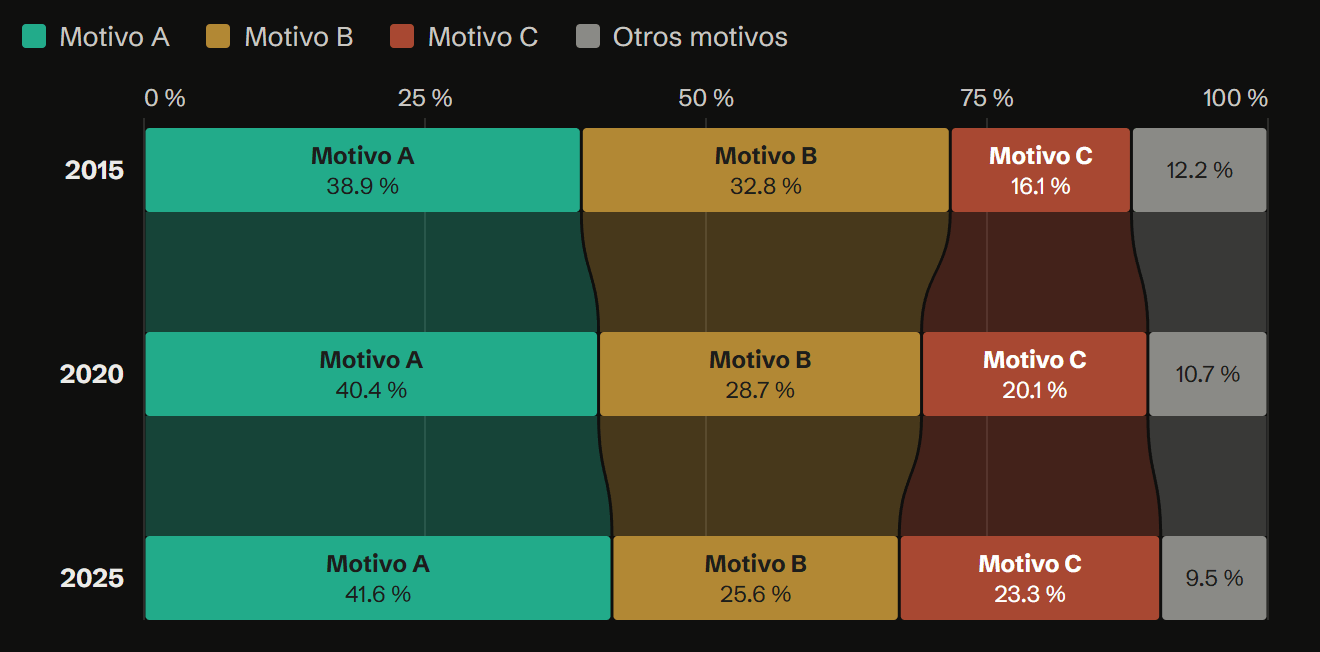 Motivo A Motivo B Motivo C Otros motivos
0 % 25 % 50 % 75 % 100 %
2015
Motivo A
38.9 %
Motivo B
32.8 %
Motivo C
16.1 %
12.2 %
2020
Motivo A
40.4 %
Motivo B
28.7 %
Motivo C
20.1 %
10.7 %
2025
Motivo A
41.6 %
Motivo B
25.6 %
Motivo C
23.3 %
9.5 %